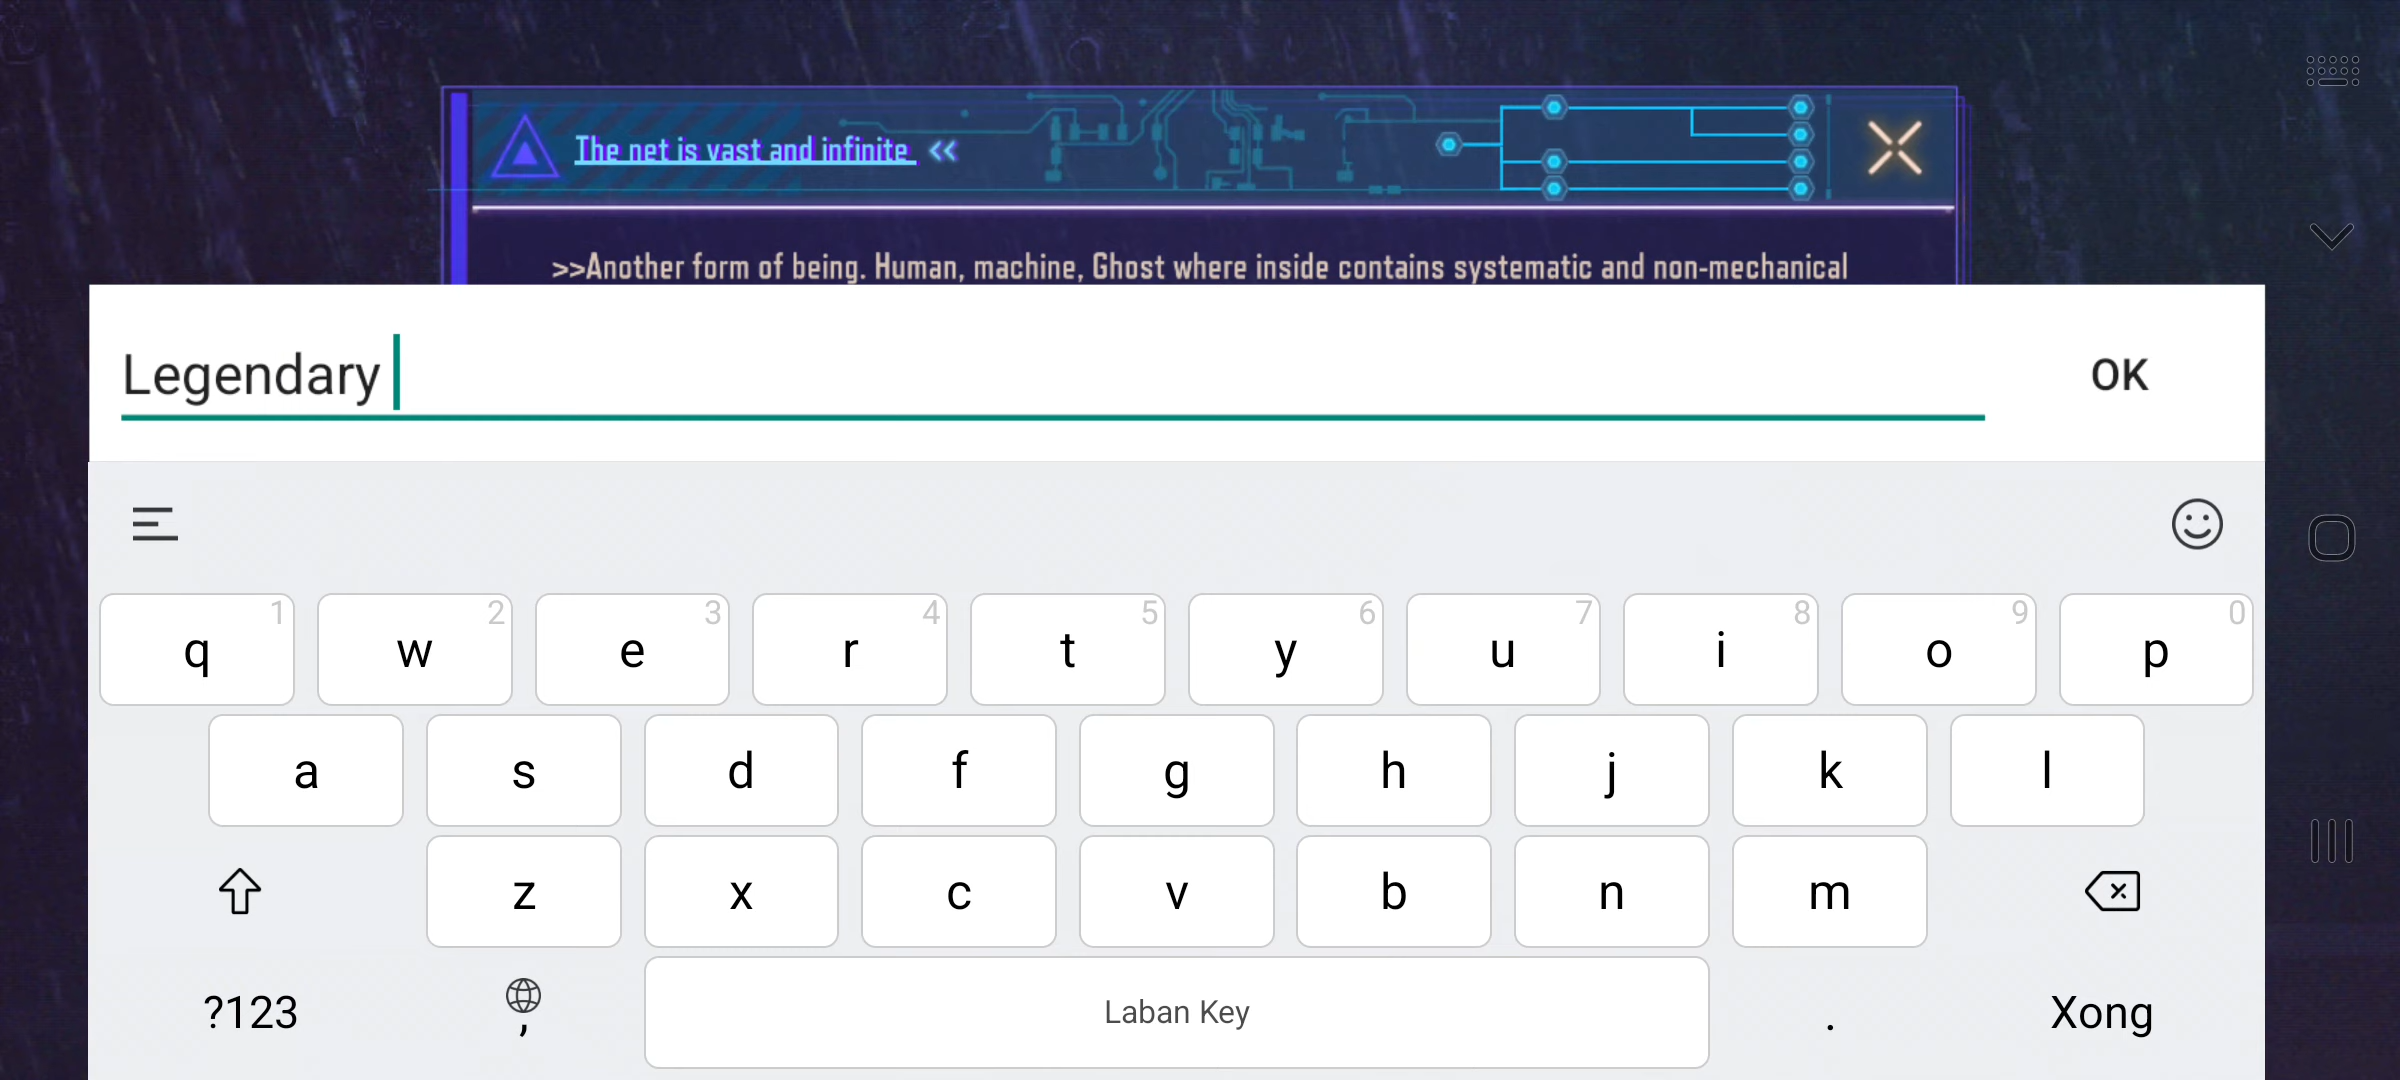 The net is vast and infinite <<
>>Another form of being. Human, machine, Ghost where inside contains systematic and non-mechanical
Legendary
OK
q 1 w 2 e 3 r 4 t 5 y 6 u 7 i 8 o 9 p 0
a s d f g h j k l
z x c v b n m
?123 , Laban Key . Xong